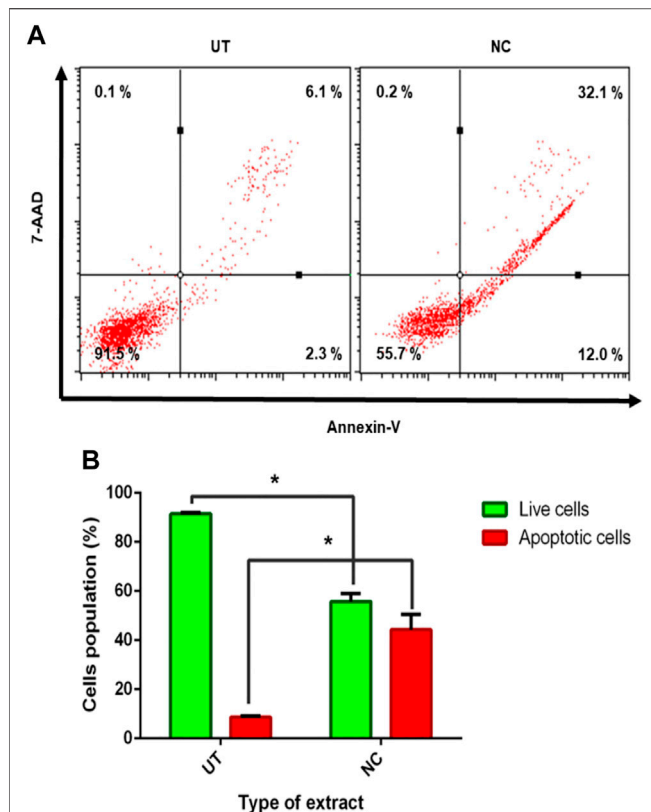 A
UT
NC
0.1 %
6.1 %
0.2 %
32.1 %
7-AAD
91.5 %
2.3 %
55.7 %
12.0 %
Annexin-V
B
100
80
60
40
20
0
*
*
Live cells
Apoptotic cells
Cells population (%)
UT
NC
Type of extract